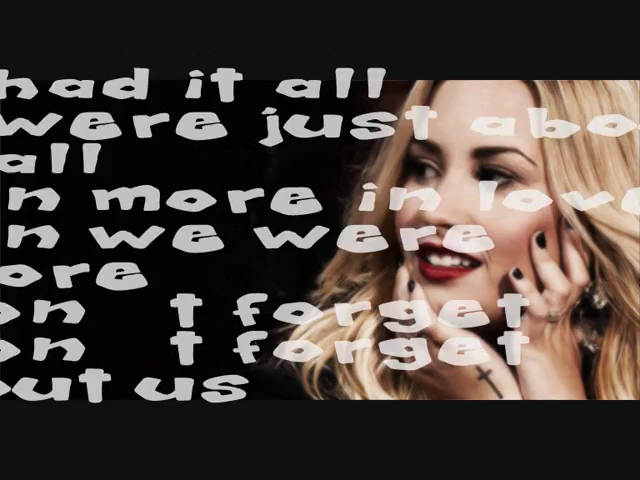 had it all
were just abo
all
n more in love
n we were
ore
on t forget
on t forget
out us